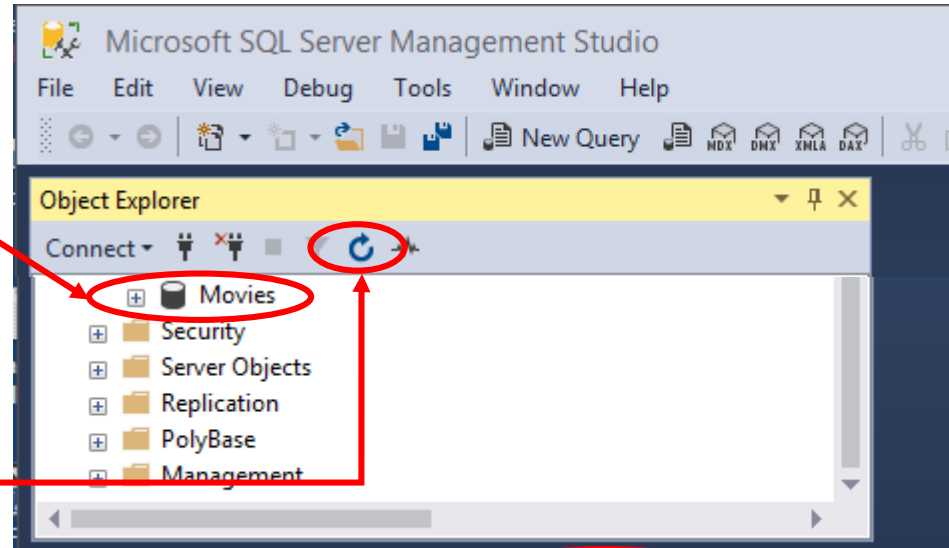 Microsoft SQL Server Management Studio
File Edit View Debug Tools Window Help
New Query MDX DMX XMLA DAX
Object Explorer
Connect
Movies
Security
Server Objects
Replication
PolyBase
Management